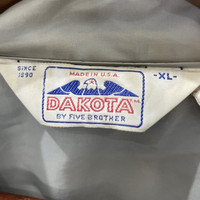 SINCE
1890
MADE IN U.S.A.
-XL-
DAKOTA
BY FIVE BROTHER